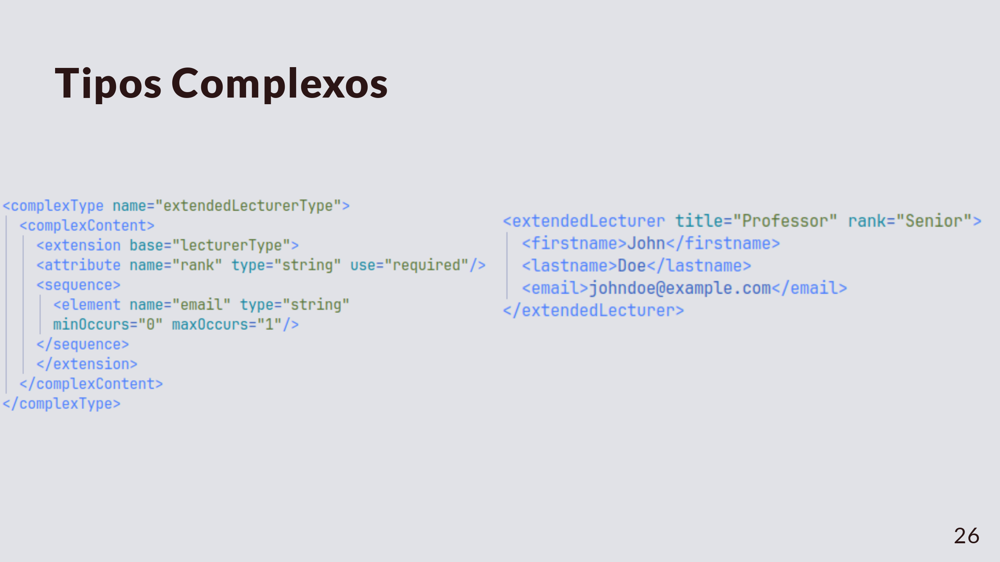 Tipos Complexos
<complexType name="extendedLecturerType">
<complexContent>
<extension base="lecturerType">
<attribute name="rank" type="string" use="required"/>
<sequence>
<element name="email" type="string"
minOccurs="0" maxOccurs="1"/>
</sequence>
</extension>
</complexContent>
</complexType>
<extendedLecturer title="Professor" rank="Senior">
<firstname>John</firstname>
<lastname>Doe</lastname>
<email>johndoe@example.com</email>
</extendedLecturer>
26